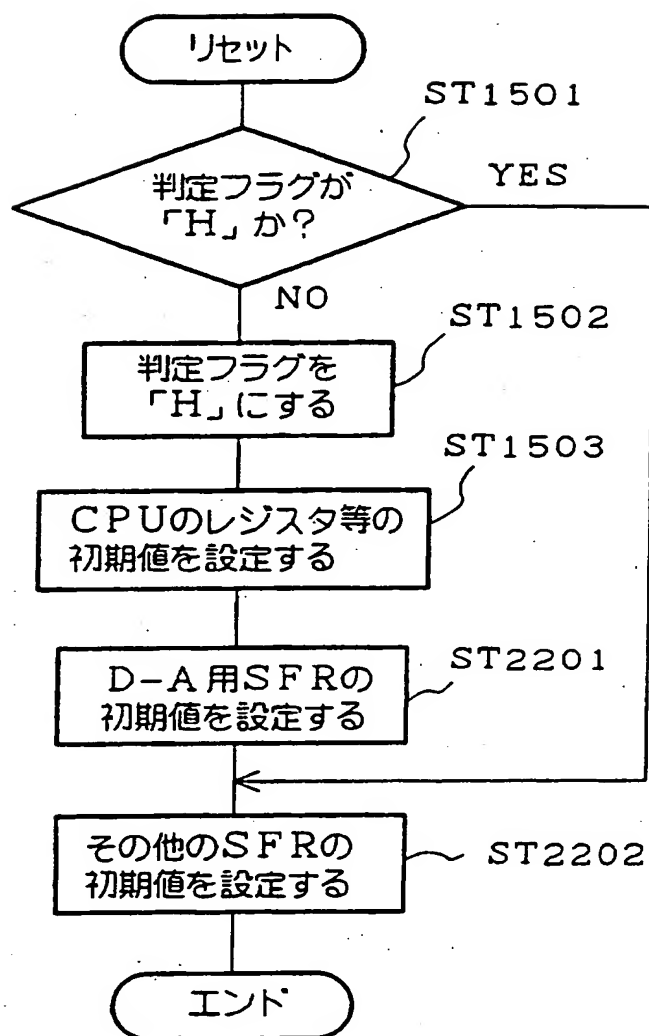 リセット
ST1501
判定フラグが
「H」か?
YES
NO
ST1502
判定フラグを
「H」にする
ST1503
CPUのレジスタ等の
初期値を設定する
ST2201
D-A用SFRの
初期値を設定する
その他のSFRの
初期値を設定する
ST2202
エンド